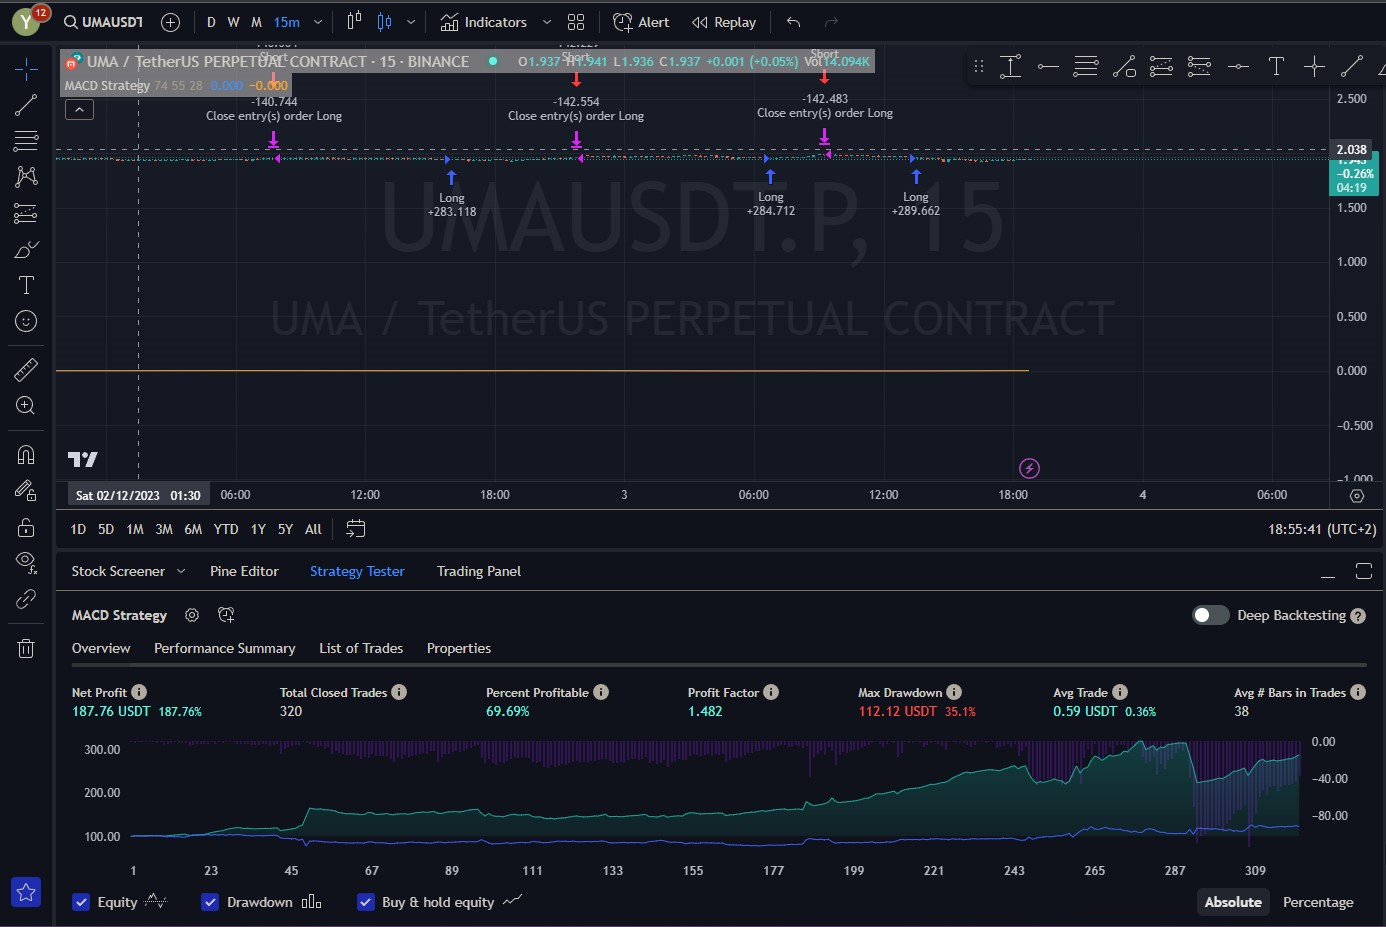 Y 12 UMAUSDT D W M 15m Indicators Alert Replay
UMA / TetherUS PERPETUAL CONTRACT · 15 · BINANCE O1.937 H1.941 L1.936 C1.937 +0.001 (+0.05%) Vol14.094K
MACD Strategy 74 55 28 0.000 −0.000
Short
Short
Short
-140.744
Close entry(s) order Long
-142.554
Close entry(s) order Long
-142.483
Close entry(s) order Long
Long
+283.118
Long
+284.712
Long
+289.662
UMAUSDT.P, 15
UMA / TetherUS PERPETUAL CONTRACT
2.500
2.038
−0.26%
04:19
1.500
1.000
0.500
0.000
−0.500
−1.000
Sat 02/12/2023 01:30 06:00 12:00 18:00 3 06:00 12:00 18:00 4 06:00
1D 5D 1M 3M 6M YTD 1Y 5Y All 18:55:41 (UTC+2)
Stock Screener Pine Editor Strategy Tester Trading Panel
MACD Strategy Deep Backtesting ?
Overview Performance Summary List of Trades Properties
Net Profit Total Closed Trades Percent Profitable Profit Factor Max Drawdown Avg Trade Avg # Bars in Trades
187.76 USDT 187.76% 320 69.69% 1.482 112.12 USDT 35.1% 0.59 USDT 0.36% 38
300.00 0.00
200.00 −40.00
100.00 −80.00
1 23 45 67 89 111 133 155 177 199 221 243 265 287 309
Equity Drawdown Buy & hold equity Absolute Percentage